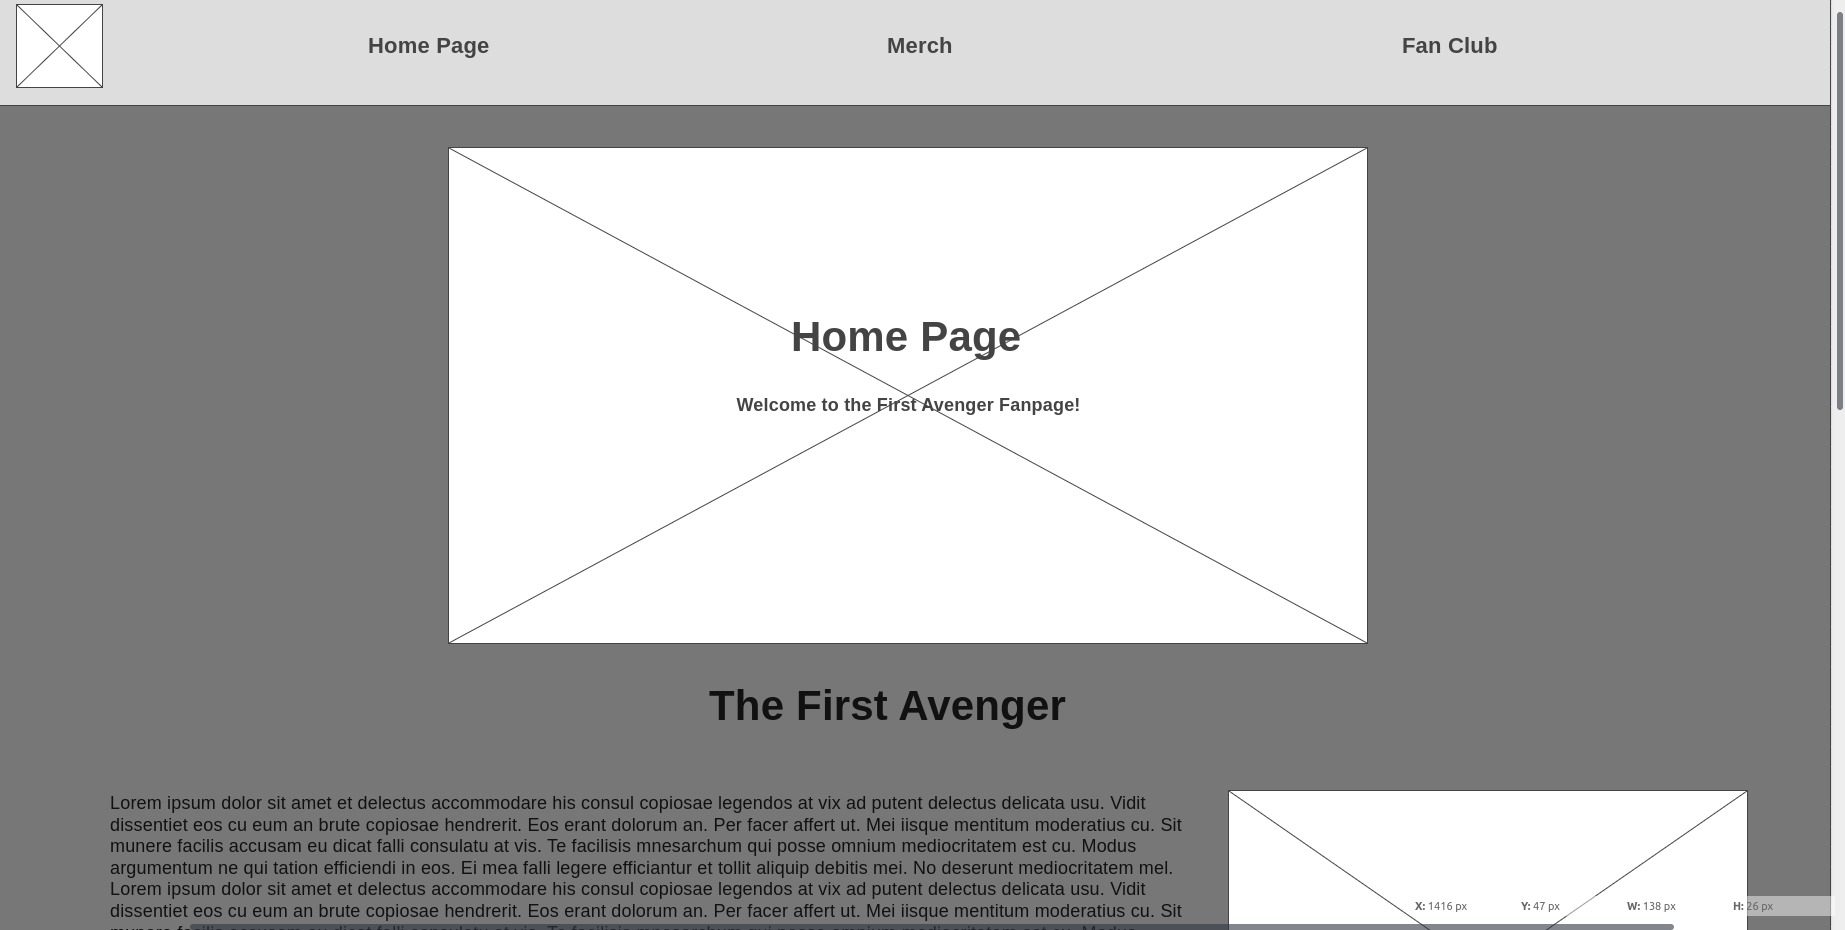 Home Page
Merch
Fan Club
Home Page
Welcome to the First Avenger Fanpage!
The First Avenger
Lorem ipsum dolor sit amet et delectus accommodare his consul copiosae legendos at vix ad putent delectus delicata usu. Vidit
dissentiet eos cu eum an brute copiosae hendrerit. Eos erant dolorum an. Per facer affert ut. Mei iisque mentitum moderatius cu. Sit
munere facilis accusam eu dicat falli consulatu at vis. Te facilisis mnesarchum qui posse omnium mediocritatem est cu. Modus
argumentum ne qui tation efficiendi in eos. Ei mea falli legere efficiantur et tollit aliquip debitis mei. No deserunt mediocritatem mel.
Lorem ipsum dolor sit amet et delectus accommodare his consul copiosae legendos at vix ad putent delectus delicata usu. Vidit
dissentiet eos cu eum an brute copiosae hendrerit. Eos erant dolorum an. Per facer affert ut. Mei iisque mentitum moderatius cu. Sit
X: 1416 px Y: 47 px W: 138 px H: 26 px